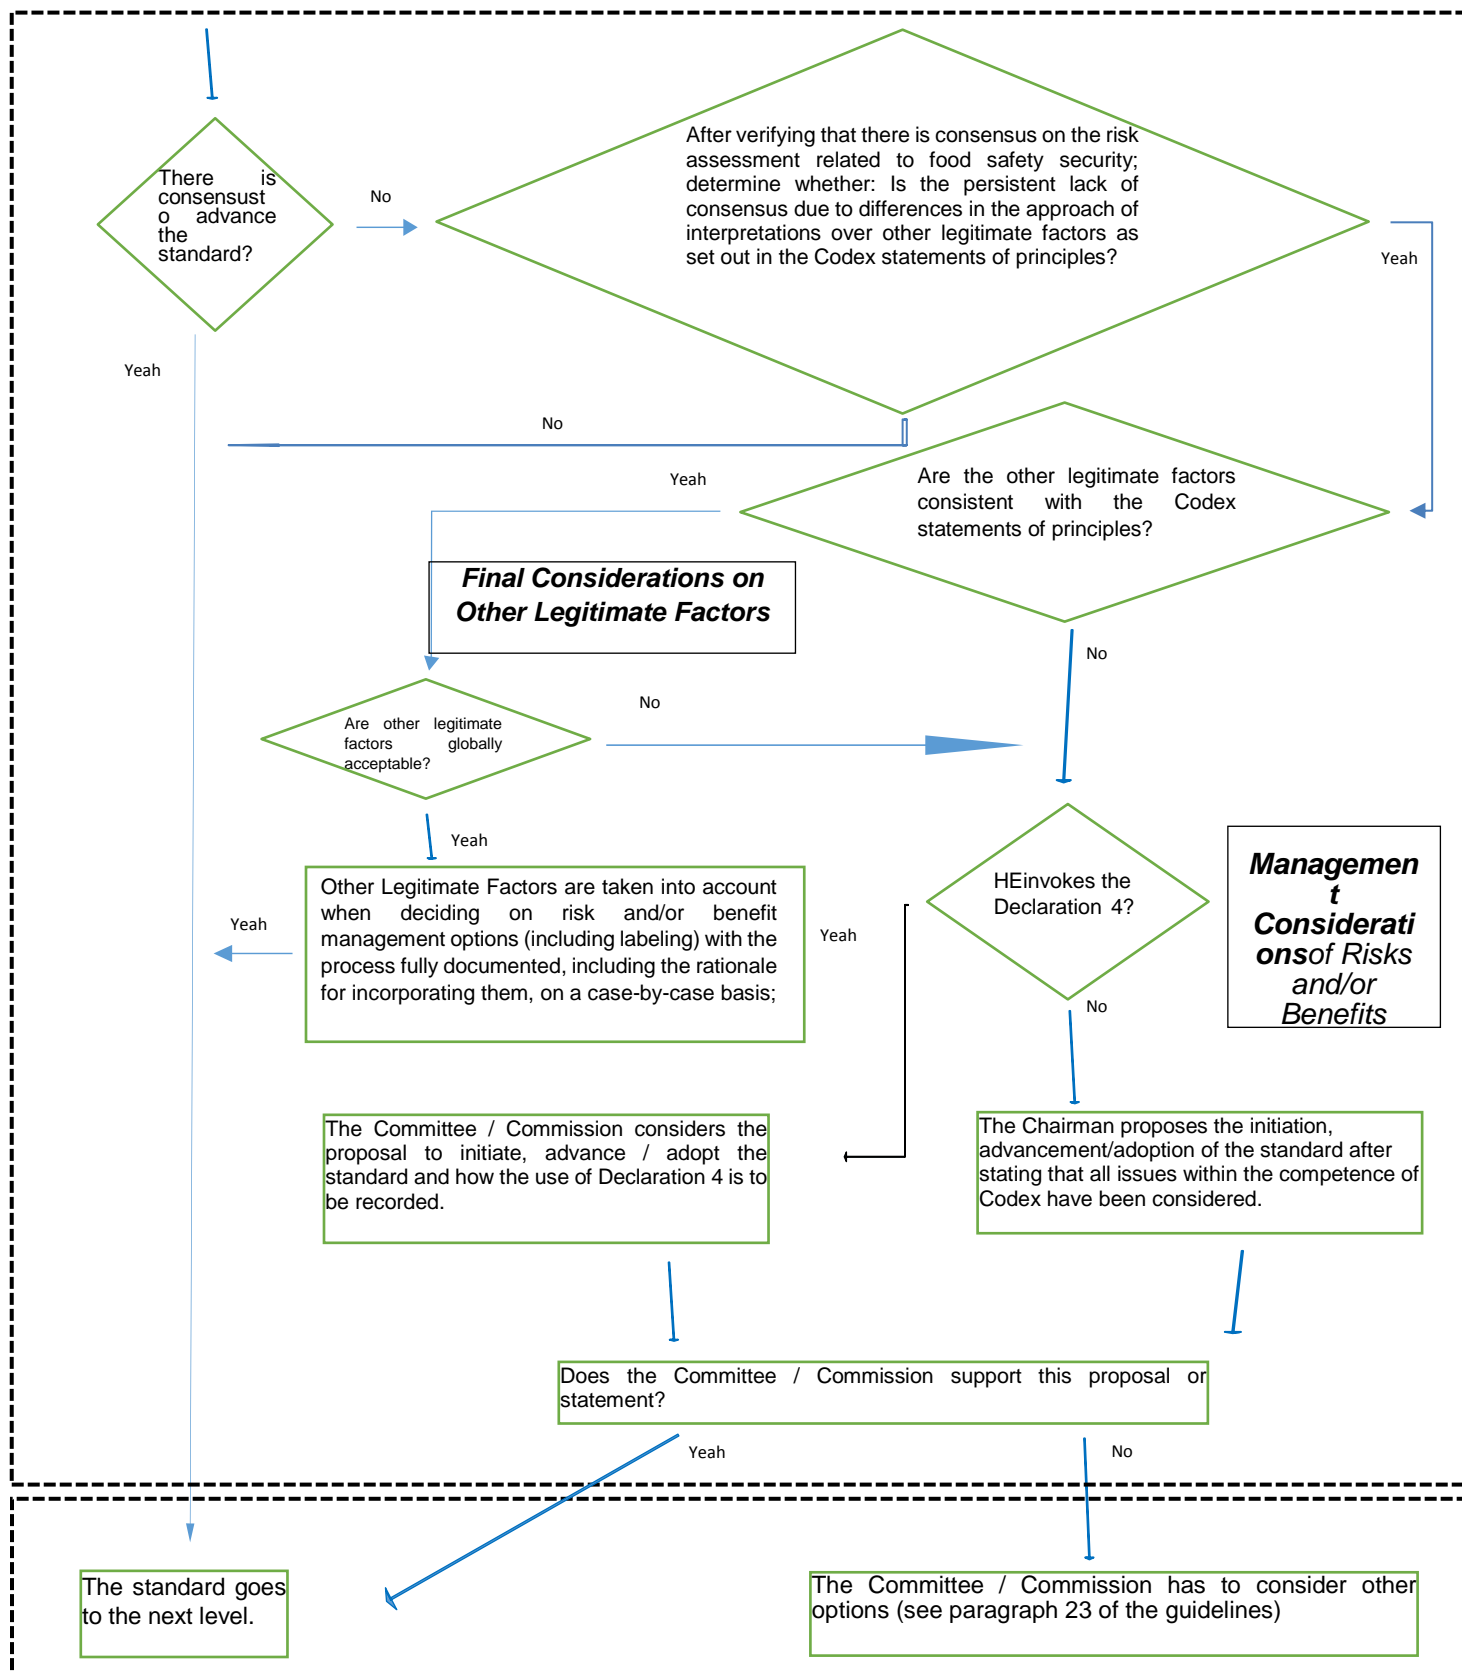 There is
consensust
o advance
the
standard?
No
After verifying that there is consensus on the risk
assessment related to food safety security;
determine whether: Is the persistent lack of
consensus due to differences in the approach of
interpretations over other legitimate factors as
set out in the Codex statements of principles?
Yeah
Yeah
No
Yeah
Are the other legitimate factors
consistent with the Codex
statements of principles?
Final Considerations on
Other Legitimate Factors
No
Are other legitimate
factors globally
acceptable?
No
Yeah
Other Legitimate Factors are taken into account
when deciding on risk and/or benefit
management options (including labeling) with the
process fully documented, including the rationale
for incorporating them, on a case-by-case basis;
Yeah
Yeah
HEinvokes the
Declaration 4?
Managemen
t
Considerati
onsof Risks
and/or
Benefits
No
The Committee / Commission considers the
proposal to initiate, advance / adopt the
standard and how the use of Declaration 4 is to
be recorded.
The Chairman proposes the initiation,
advancement/adoption of the standard after
stating that all issues within the competence of
Codex have been considered.
Does the Committee / Commission support this proposal or
statement?
Yeah
No
The standard goes
to the next level.
The Committee / Commission has to consider other
options (see paragraph 23 of the guidelines)